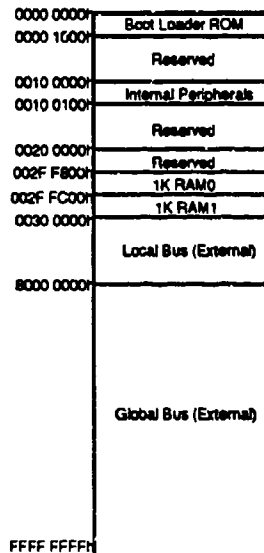 0000 0000h
Boot Loader ROM
0000 1000h
Reserved
0010 0000h
Internal Peripherals
0010 0100h
Reserved
0020 0000h
Reserved
002F F800h
1K RAM0
002F FC00h
1K RAM1
0030 0000h
Local Bus (External)
8000 0000h
Global Bus (External)
FFFF FFFFh